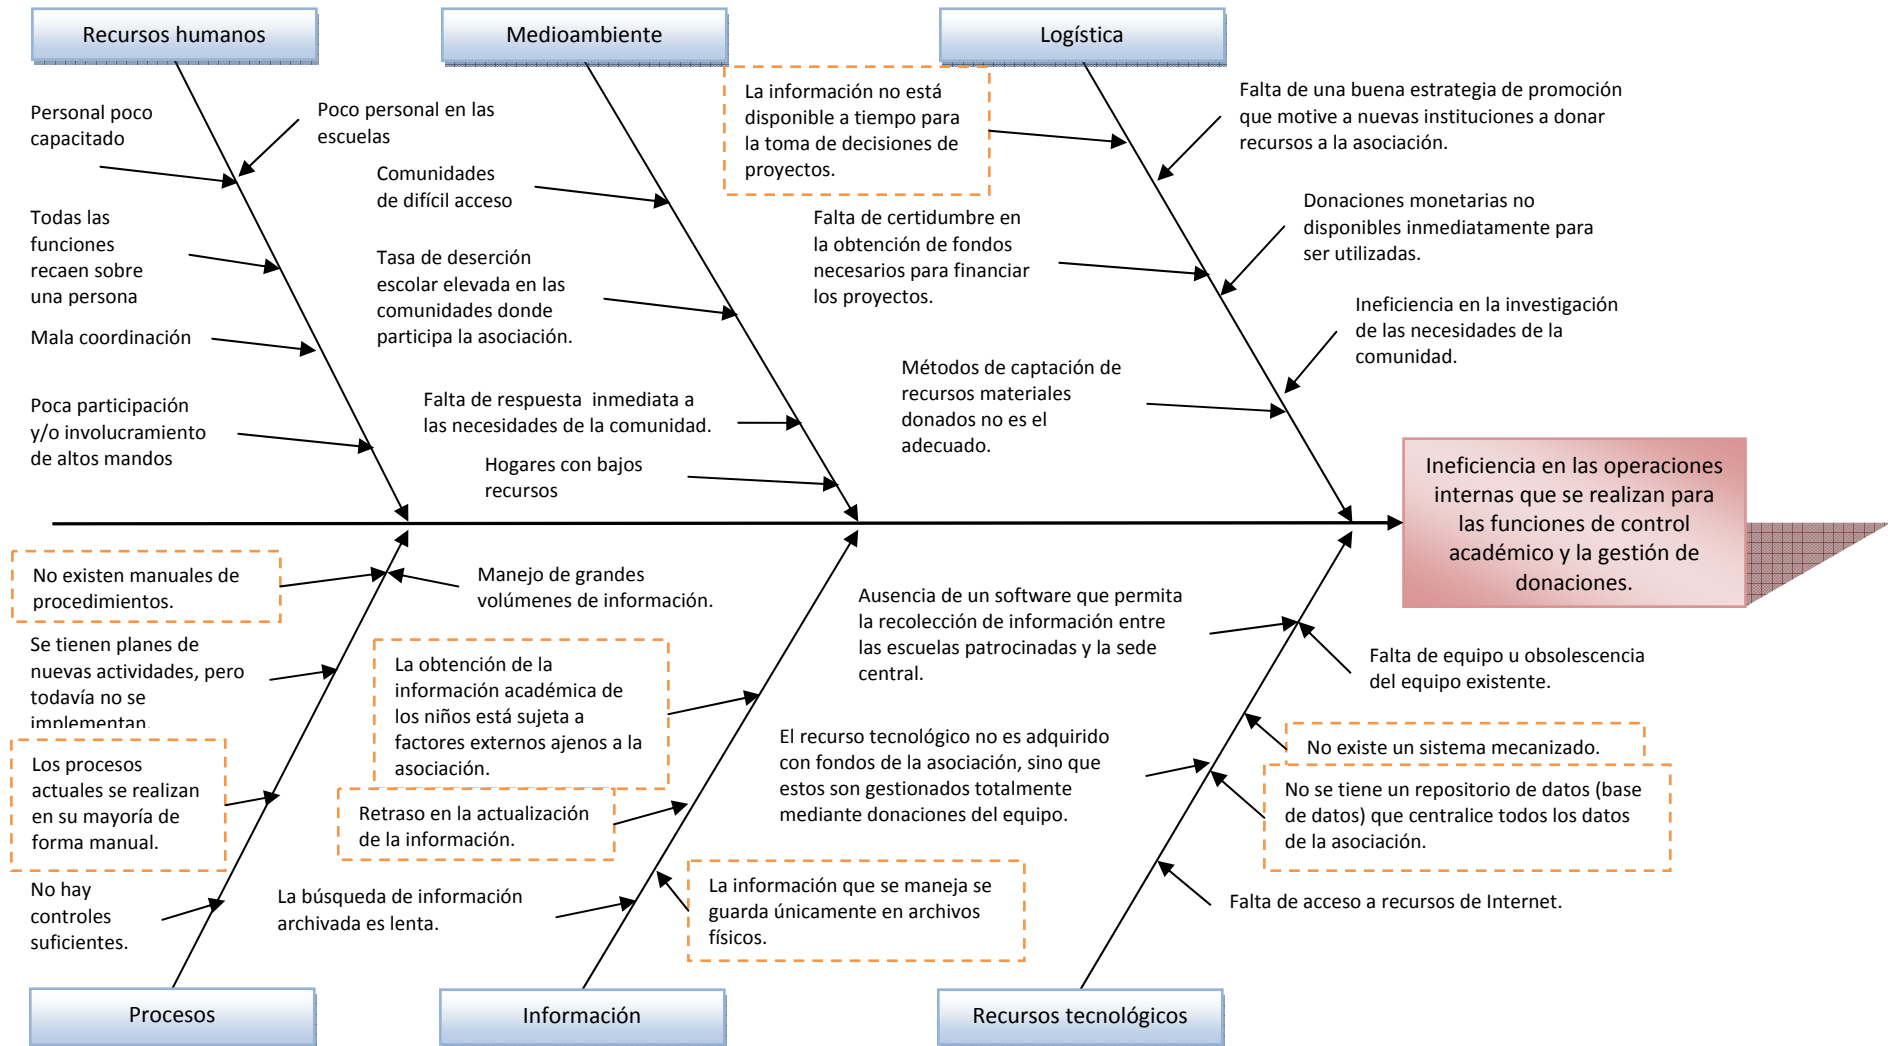 Recursos humanos
Medioambiente
Logística
Personal poco
capacitado
Poco personal en las
escuelas
Todas las
funciones
recaen sobre
una persona
Mala coordinación
Poca participación
y/o involucramiento
de altos mandos
Comunidades
de difícil acceso
Tasa de deserción
escolar elevada en las
comunidades donde
participa la asociación.
Falta de respuesta inmediata a
las necesidades de la comunidad.
Hogares con bajos
recursos
La información no está
disponible a tiempo para
la toma de decisiones de
proyectos.
Falta de una buena estrategia de promoción
que motive a nuevas instituciones a donar
recursos a la asociación.
Falta de certidumbre en
la obtención de fondos
necesarios para financiar
los proyectos.
Donaciones monetarias no
disponibles inmediatamente para
ser utilizadas.
Ineficiencia en la investigación
de las necesidades de la
comunidad.
Métodos de captación de
recursos materiales
donados no es el
adecuado.
Ineficiencia en las operaciones
internas que se realizan para
las funciones de control
académico y la gestión de
donaciones.
No existen manuales de
procedimientos.
Manejo de grandes
volúmenes de información.
Se tienen planes de
nuevas actividades, pero
todavía no se
implementan.
Los procesos
actuales se realizan
en su mayoría de
forma manual.
No hay
controles
suficientes.
La obtención de la
información académica de
los niños está sujeta a
factores externos ajenos a la
asociación.
Retraso en la actualización
de la información.
La búsqueda de información
archivada es lenta.
La información que se maneja se
guarda únicamente en archivos
físicos.
Ausencia de un software que permita
la recolección de información entre
las escuelas patrocinadas y la sede
central.
Falta de equipo u obsolescencia
del equipo existente.
El recurso tecnológico no es adquirido
con fondos de la asociación, sino que
estos son gestionados totalmente
mediante donaciones del equipo.
No existe un sistema mecanizado.
No se tiene un repositorio de datos (base
de datos) que centralice todos los datos
de la asociación.
Falta de acceso a recursos de Internet.
Procesos
Información
Recursos tecnológicos